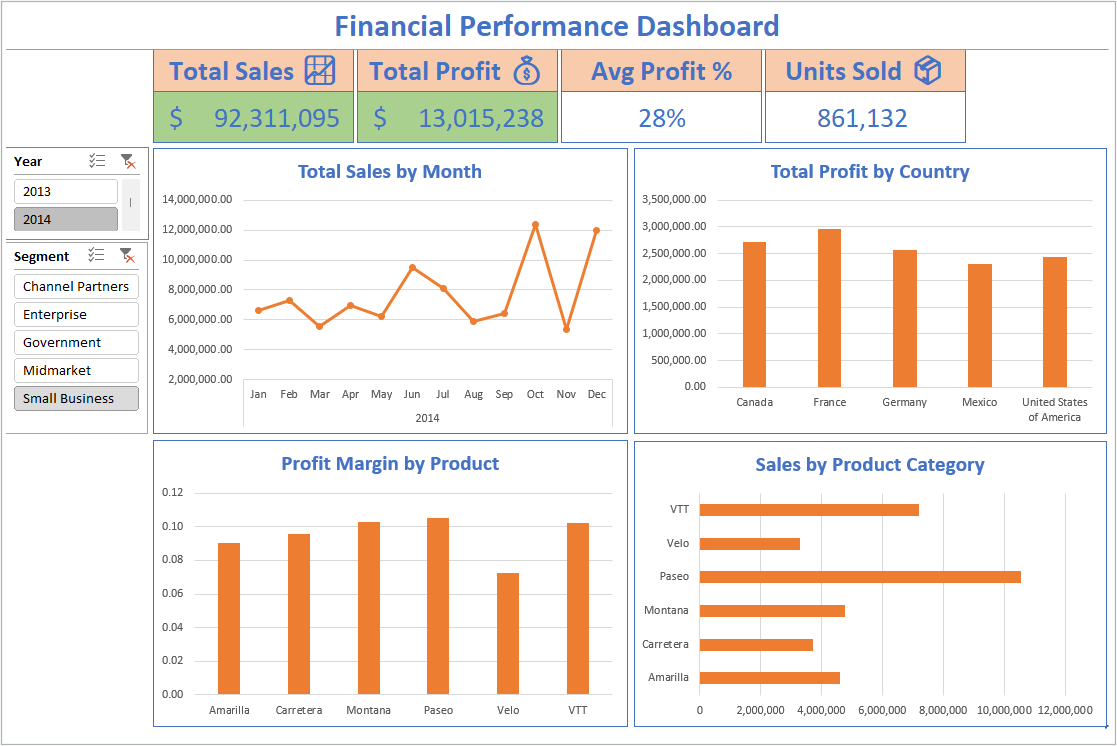 Financial Performance Dashboard
Total Sales
Total Profit
Avg Profit %
Units Sold
$ 92,311,095
$ 13,015,238
28%
861,132
Year
2013
2014
Segment
Channel Partners
Enterprise
Government
Midmarket
Small Business
Total Sales by Month
14,000,000.00
12,000,000.00
10,000,000.00
8,000,000.00
6,000,000.00
4,000,000.00
2,000,000.00
Jan Feb Mar Apr May Jun Jul Aug Sep Oct Nov Dec
2014
Total Profit by Country
3,500,000.00
3,000,000.00
2,500,000.00
2,000,000.00
1,500,000.00
1,000,000.00
500,000.00
0.00
Canada France Germany Mexico United States
of America
Profit Margin by Product
0.12
0.10
0.08
0.06
0.04
0.02
0.00
Amarilla Carretera Montana Paseo Velo VTT
Sales by Product Category
VTT
Velo
Paseo
Montana
Carretera
Amarilla
0 2,000,000 4,000,000 6,000,000 8,000,000 10,000,000 12,000,000